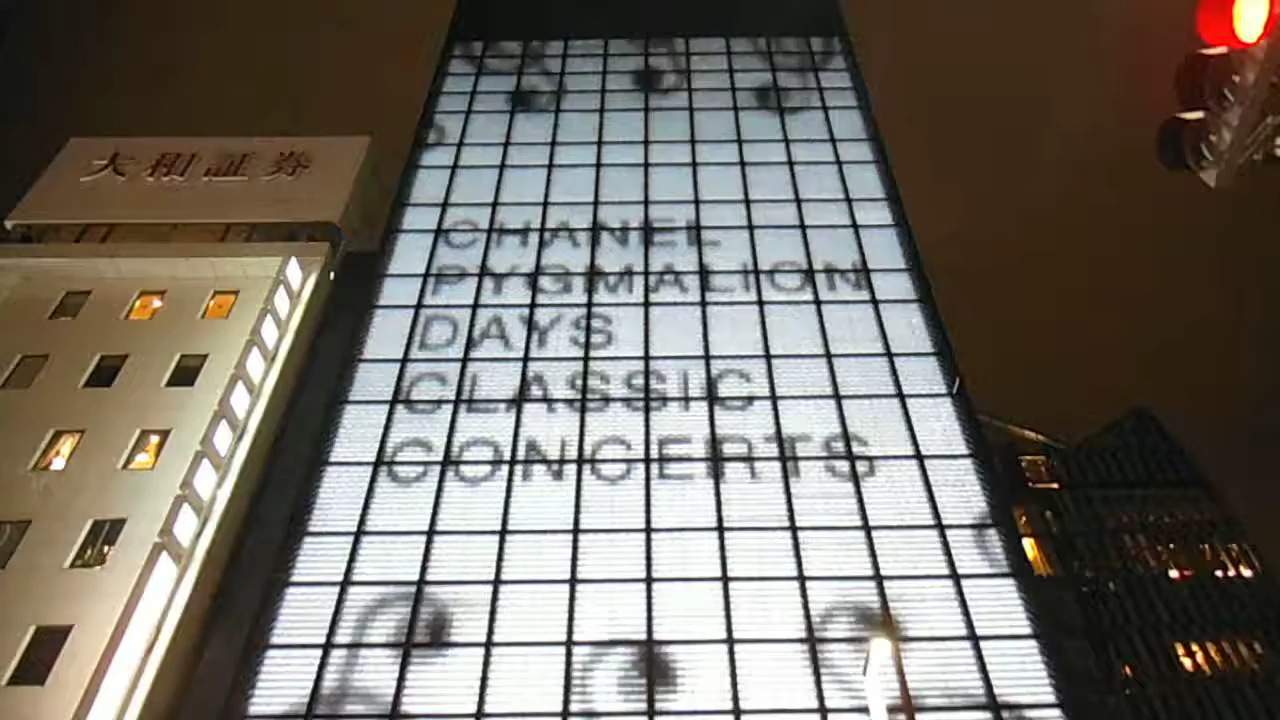 大和証券
CHANEL
PYGMALION
DAYS
CLASSIC
CONCERTS